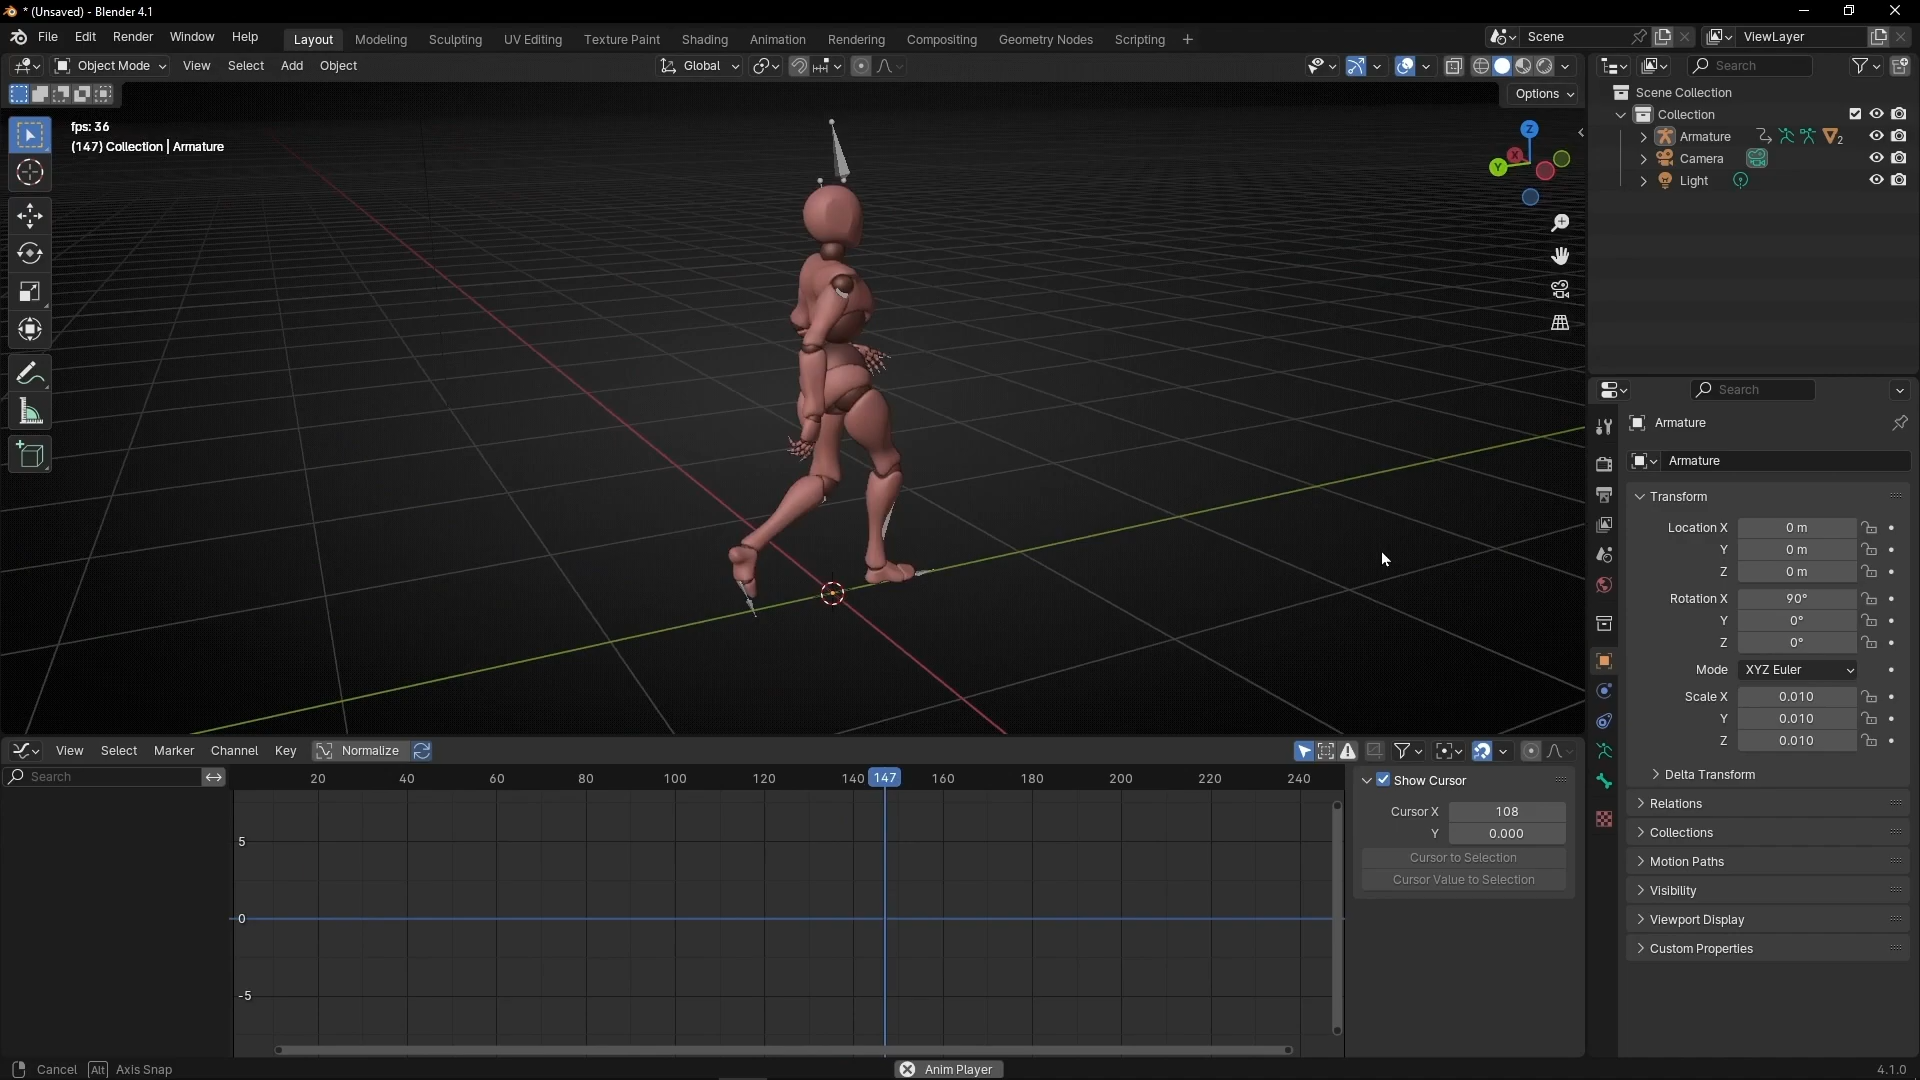 * (Unsaved) - Blender 4.1
File Edit Render Window Help
Layout Modeling Sculpting UV Editing Texture Paint Shading Animation Rendering Compositing Geometry Nodes Scripting +
Scene
ViewLayer
Object Mode View Select Add Object
Global
Search
Options
fps: 36
(147) Collection | Armature
Z
Y
X
Scene Collection
Collection
Armature
2
Camera
Light
Search
Armature
Armature
Transform
Location X 0 m
Y 0 m
Z 0 m
Rotation X 90°
Y 0°
Z 0°
Mode XYZ Euler
Scale X 0.010
Y 0.010
Z 0.010
Delta Transform
Relations
Collections
Motion Paths
Visibility
Viewport Display
Custom Properties
View Select Marker Channel Key Normalize
Search
20 40 60 80 100 120 140 147 160 180 200 220 240
5
0
-5
Show Cursor
Cursor X 108
Y 0.000
Cursor to Selection
Cursor Value to Selection
Cancel Alt Axis Snap
Anim Player
4.1.0